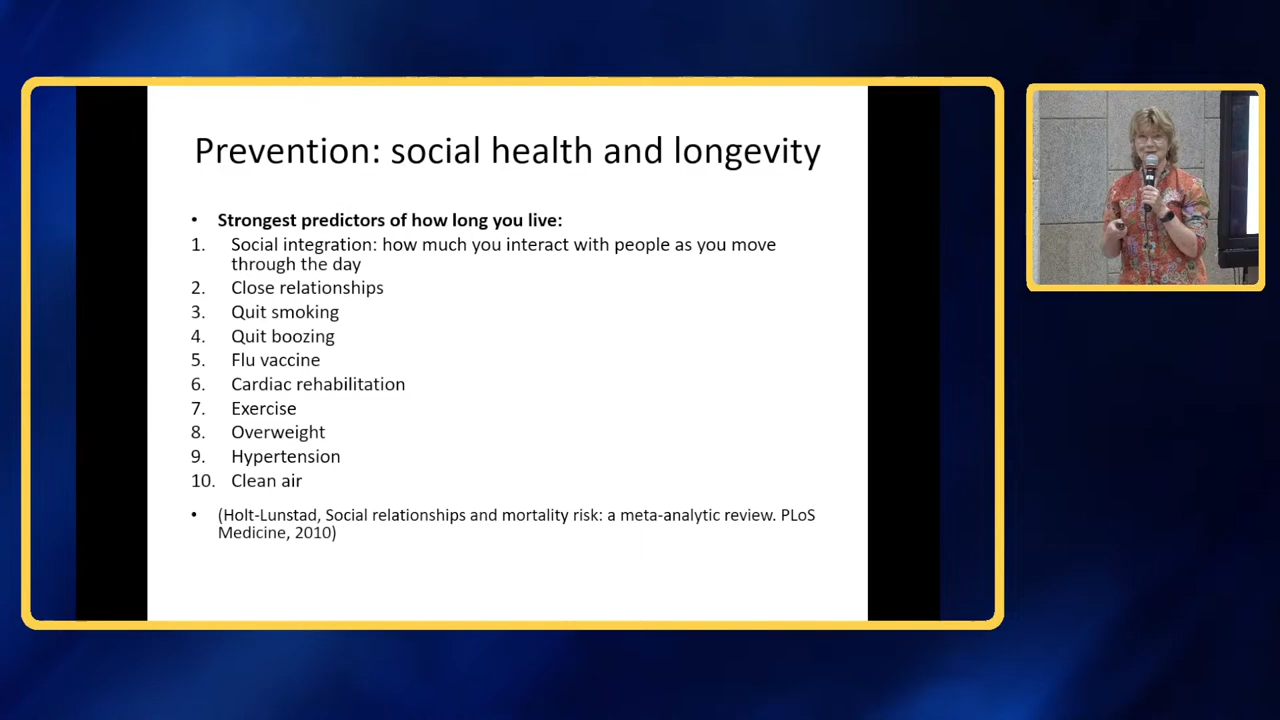 Prevention: social health and longevity
• Strongest predictors of how long you live:
1. Social integration: how much you interact with people as you move
through the day
2. Close relationships
3. Quit smoking
4. Quit boozing
5. Flu vaccine
6. Cardiac rehabilitation
7. Exercise
8. Overweight
9. Hypertension
10. Clean air
• (Holt-Lunstad, Social relationships and mortality risk: a meta-analytic review. PLoS
Medicine, 2010)